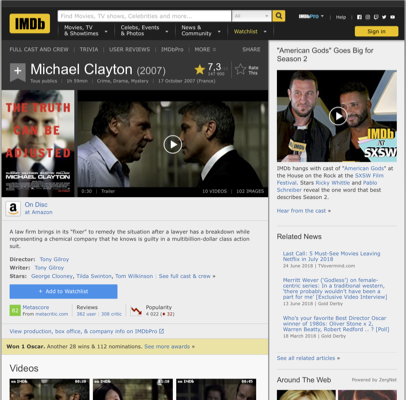 IMDb
Find Movies, TV shows, Celebrities and more...
All
IMDbPro
Help
Movies, TV & Showtimes
Celebs, Events & Photos
News & Community
Watchlist
Sign in
FULL CAST AND CREW | TRIVIA | USER REVIEWS | IMDbPro | MORE
SHARE
Michael Clayton (2007)
7,3
Rate This
Tous publics | 1h 59min | Crime, Drama, Mystery | 17 October 2007 (France)
THE TRUTH
CAN BE
ADJUSTED
MICHAEL CLAYTON
0:30 | Trailer
10 VIDEOS | 102 IMAGES
On Disc
at Amazon
A law firm brings in its "fixer" to remedy the situation after a lawyer has a breakdown while
representing a chemical company that he knows is guilty in a multibillion-dollar class action
suit.
Director: Tony Gilroy
Writer: Tony Gilroy
Stars: George Clooney, Tilda Swinton, Tom Wilkinson | See full cast & crew »
+ Add to Watchlist
82
Metascore
From metacritic.com
Reviews
382 user | 308 critic
Popularity
4 022
View production, box office, & company info on IMDbPro
Won 1 Oscar. Another 28 wins & 112 nominations. See more awards »
Videos
"American Gods" Goes Big for
Season 2
IMDb
at
SXSW
IMDb hangs with cast of "American Gods" at
the House on the Rock at the SXSW Film
Festival. Stars Ricky Whittle and Pablo
Schreiber reveal the one word that best
describes Season 2.
Hear from the cast »
Related News
Last Call: 5 Must-See Movies Leaving
Netflix in July 2018
24 June 2018 | TVovermind.com
Merritt Wever ('Godless') on female-
centric series: In a traditional western,
'there probably wouldn't have been a
part for me' [Exclusive Video Interview]
13 June 2018 | Gold Derby
Who's your favorite Best Director Oscar
winner of 1980s: Oliver Stone x 2,
Warren Beatty, Robert Redford .. ? [Poll]
18 March 2018 | Gold Derby
See all related articles »
Around The Web
Powered by ZergNet